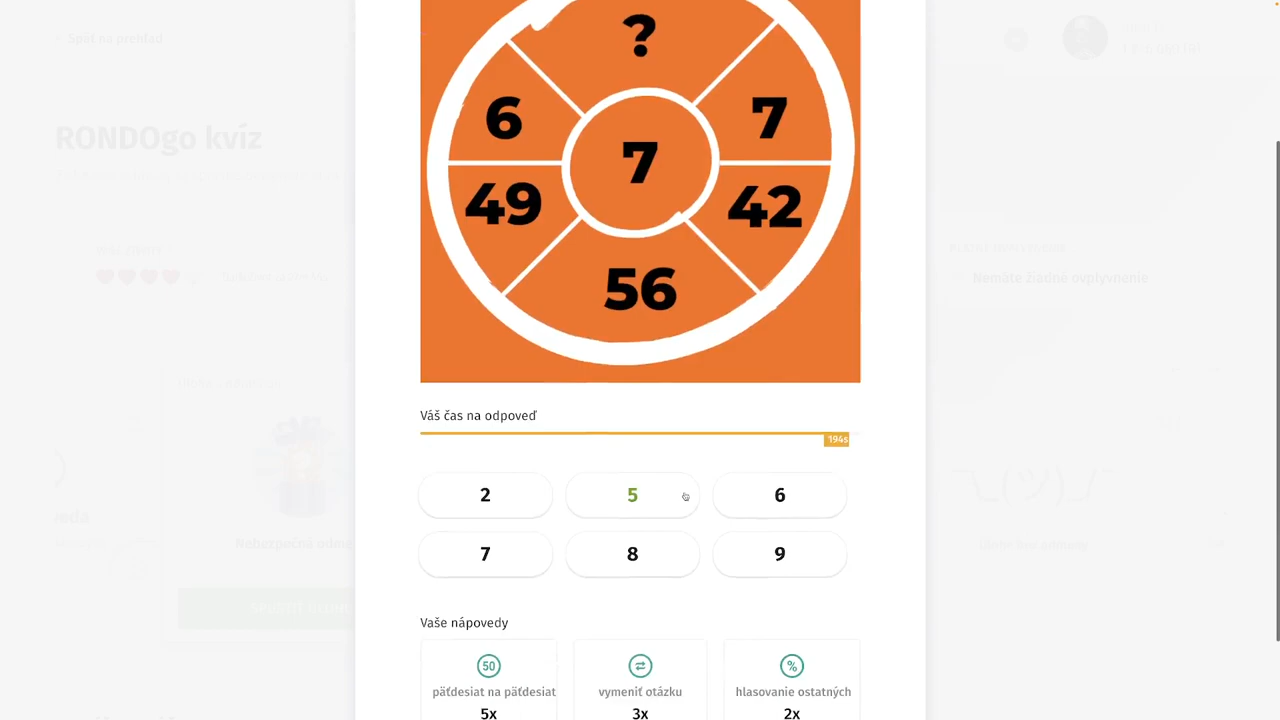 Späť na prehľad
RONDOgo kvíz
?
6
7
7
49
42
56
Nemáte žiadné ovplyvnenie
Váš čas na odpoveď
194s
2
5
6
7
8
9
Vaše nápovedy
50
%
päťdesiat na päťdesiat
vymeniť otázku
hlasovanie ostatných
5x
3x
2x